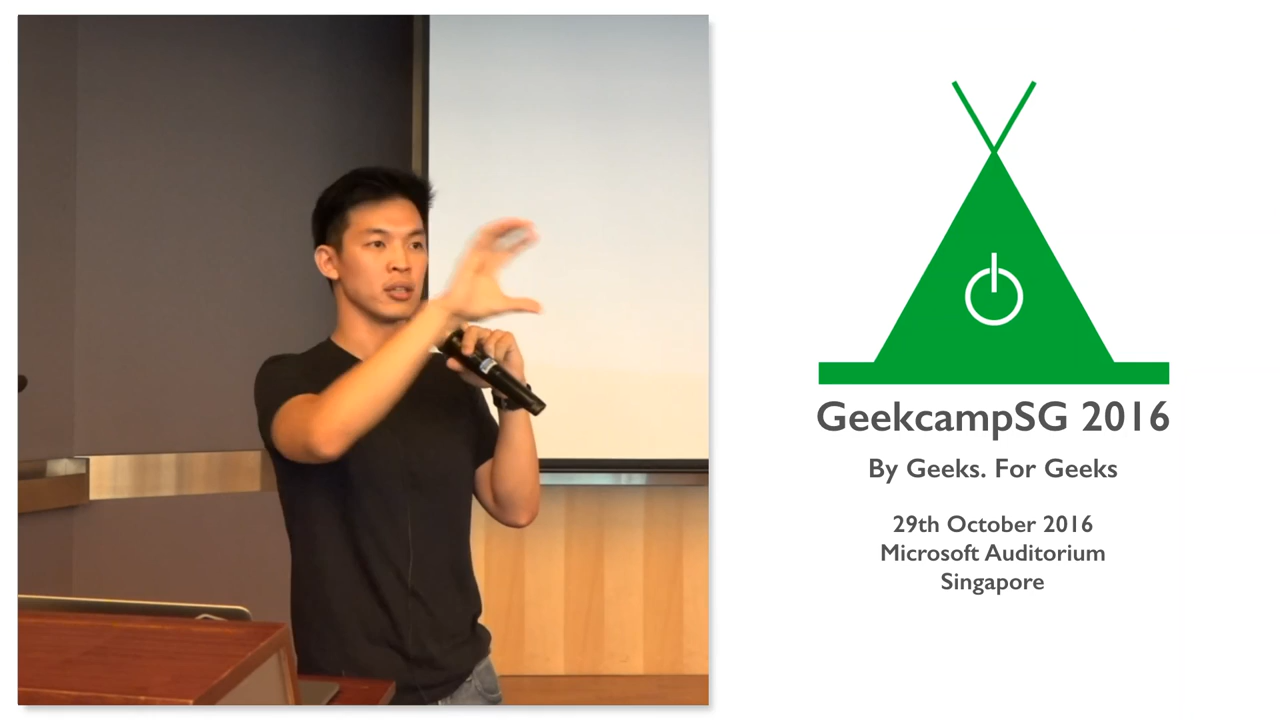 GeekcampSG 2016
By Geeks. For Geeks
29th October 2016
Microsoft Auditorium
Singapore